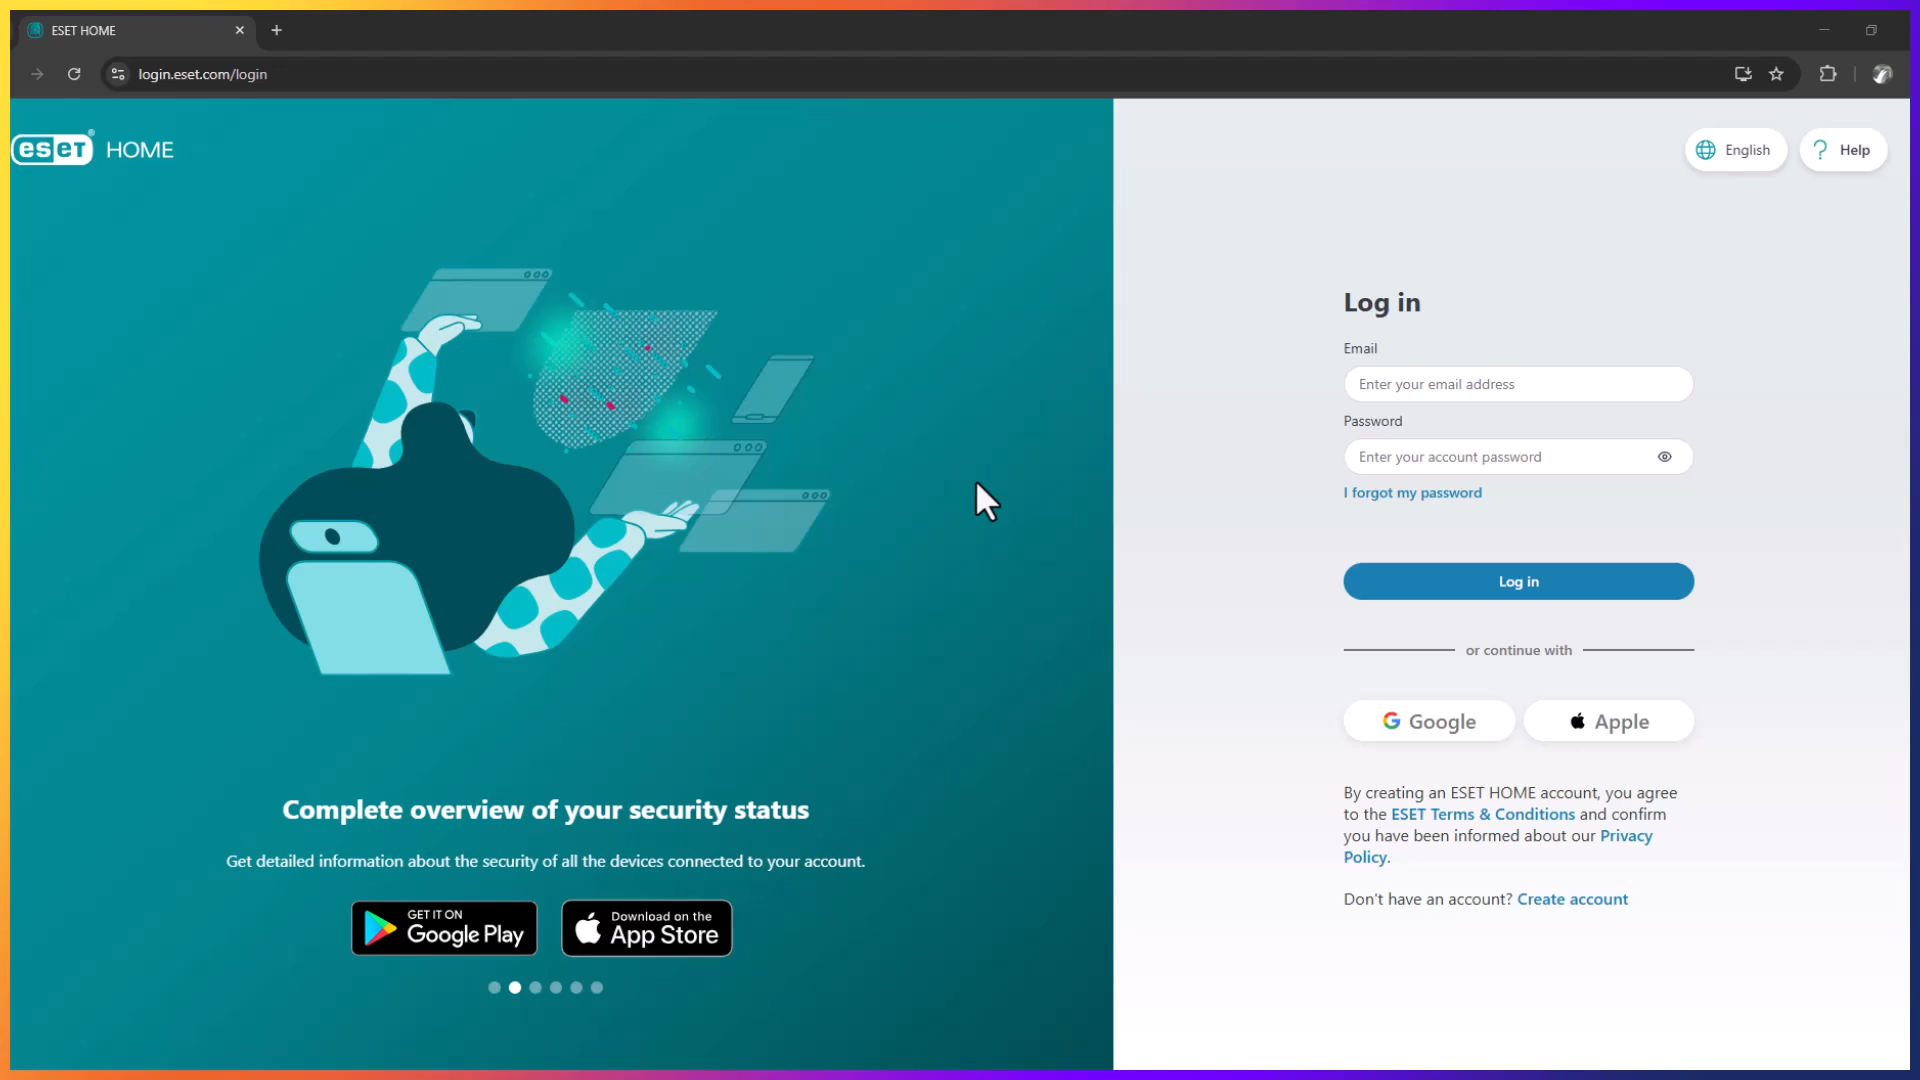 ESET HOME
login.eset.com/login
eseT® HOME
English
Help
Log in
Email
Enter your email address
Password
Enter your account password
I forgot my password
Log in
or continue with
Google
Apple
By creating an ESET HOME account, you agree
to the ESET Terms & Conditions and confirm
you have been informed about our Privacy
Policy.
Don't have an account? Create account
Complete overview of your security status
Get detailed information about the security of all the devices connected to your account.
GET IT ON
Google Play
Download on the
App Store